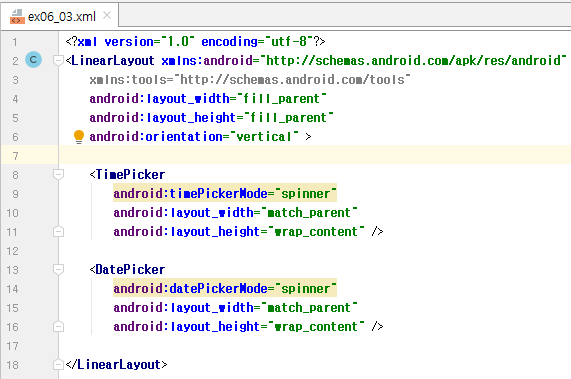 ex06_03.xml
1 <?xml version="1.0" encoding="utf-8"?>
2 <LinearLayout xmlns:android="http://schemas.android.com/apk/res/android"
3 xmlns:tools="http://schemas.android.com/tools"
4 android:layout_width="fill_parent"
5 android:layout_height="fill_parent"
6 android:orientation="vertical" >
7
8 <TimePicker
9 android:timePickerMode="spinner"
10 android:layout_width="match_parent"
11 android:layout_height="wrap_content" />
12
13 <DatePicker
14 android:datePickerMode="spinner"
15 android:layout_width="match_parent"
16 android:layout_height="wrap_content" />
17
18 </LinearLayout>